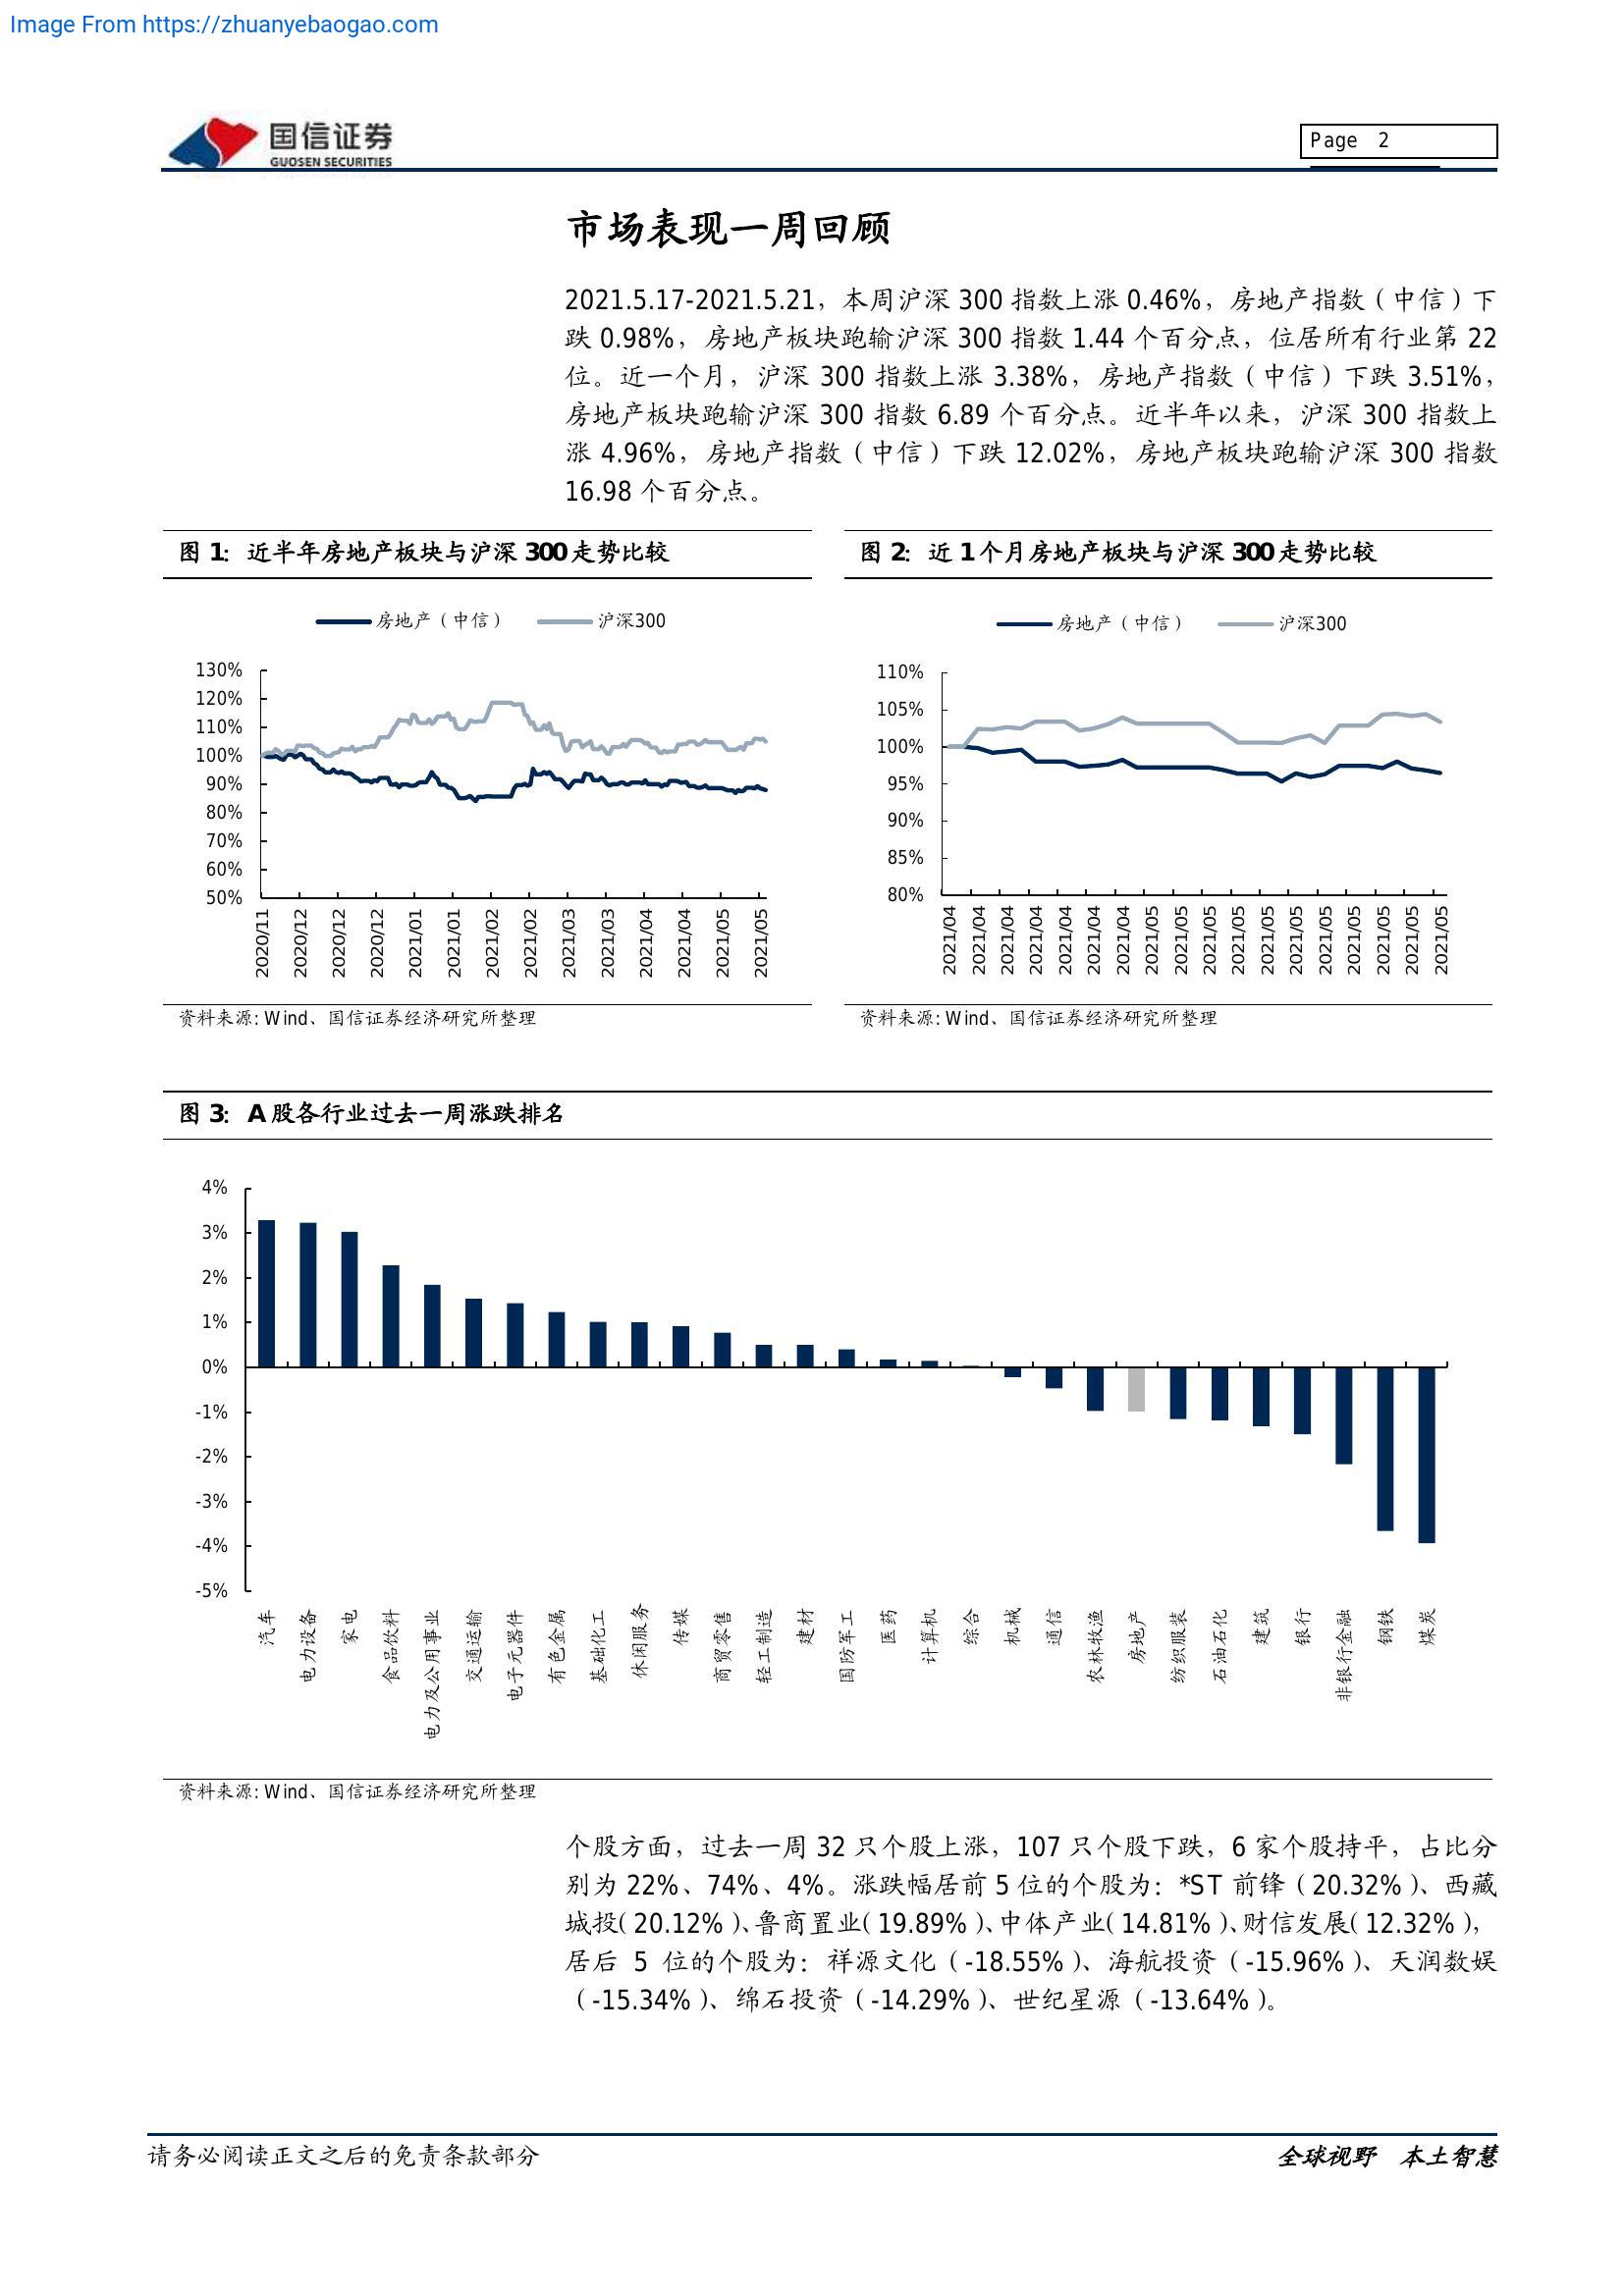 Image From https://zhuanyebaogao.com
国信证券
GUOSEN SECURITIES
Page 2
市场表现一周回顾
2021.5.17-2021.5.21，本周沪深 300 指数上涨 0.46%，房地产指数（中信）下
跌 0.98%，房地产板块跑输沪深 300 指数 1.44 个百分点，位居所有行业第 22
位。近一个月，沪深 300 指数上涨 3.38%，房地产指数（中信）下跌 3.51%，
房地产板块跑输沪深 300 指数 6.89 个百分点。近半年以来，沪深 300 指数上
涨 4.96%，房地产指数（中信）下跌 12.02%，房地产板块跑输沪深 300 指数
16.98 个百分点。
图 1：近半年房地产板块与沪深 300 走势比较
房地产（中信） 沪深300
130%
120%
110%
100%
90%
80%
70%
60%
50%
2020/11
2020/12
2020/12
2020/12
2021/01
2021/01
2021/02
2021/02
2021/03
2021/03
2021/04
2021/04
2021/05
2021/05
资料来源: Wind、国信证券经济研究所整理
图 2：近 1 个月房地产板块与沪深 300 走势比较
房地产（中信） 沪深300
110%
105%
100%
95%
90%
85%
80%
2021/04
2021/04
2021/04
2021/04
2021/04
2021/04
2021/04
2021/05
2021/05
2021/05
2021/05
2021/05
2021/05
2021/05
2021/05
2021/05
2021/05
2021/05
资料来源: Wind、国信证券经济研究所整理
图 3：A 股各行业过去一周涨跌排名
4%
3%
2%
1%
0%
-1%
-2%
-3%
-4%
-5%
汽车
电力设备
家电
食品饮料
电力及公用事业
交通运输
电子元器件
有色金属
基础化工
休闲服务
传媒
商贸零售
轻工制造
建材
国防军工
医药
计算机
综合
机械
通信
农林牧渔
房地产
纺织服装
石油石化
建筑
银行
非银行金融
钢铁
煤炭
资料来源: Wind、国信证券经济研究所整理
个股方面，过去一周 32 只个股上涨，107 只个股下跌，6 家个股持平，占比分
别为 22%、74%、4%。涨跌幅居前 5 位的个股为：*ST 前锋（20.32%）、西藏
城投（20.12%）、鲁商置业（19.89%）、中体产业（14.81%）、财信发展（12.32%），
居后 5 位的个股为：祥源文化（-18.55%）、海航投资（-15.96%）、天润数娱
（-15.34%）、绵石投资（-14.29%）、世纪星源（-13.64%）。
请务必阅读正文之后的免责条款部分
全球视野 本土智慧